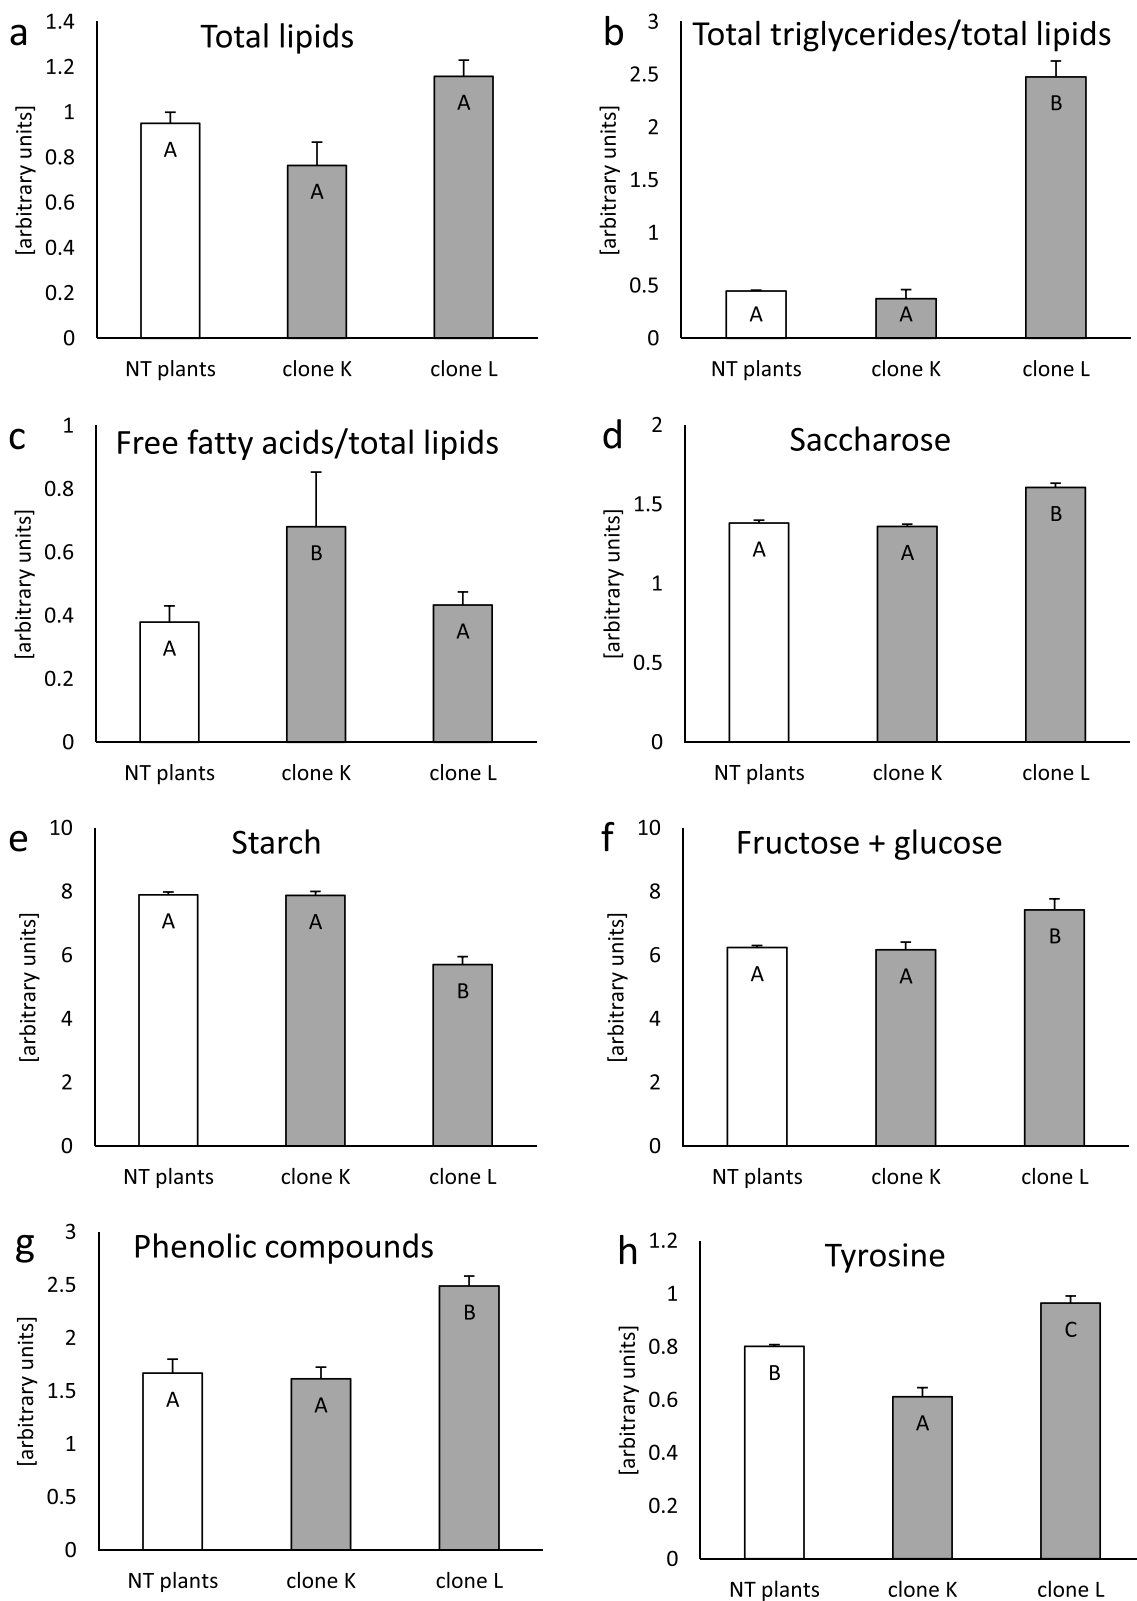 a
Total lipids
[arbitrary units]
1.4
1.2
1
0.8
0.6
0.4
0.2
0
A
A
A
NT plants clone K clone L
b
Total triglycerides/total lipids
[arbitrary units]
3
2.5
2
1.5
1
0.5
0
A
A
B
NT plants clone K clone L
c
Free fatty acids/total lipids
[arbitrary units]
1
0.8
0.6
0.4
0.2
0
A
B
A
NT plants clone K clone L
d
Saccharose
[arbitrary units]
2
1.5
1
0.5
0
A
A
B
NT plants clone K clone L
e
Starch
[arbitrary units]
10
8
6
4
2
0
A
A
B
NT plants clone K clone L
f
Fructose + glucose
[arbitrary units]
10
8
6
4
2
0
A
A
B
NT plants clone K clone L
g
Phenolic compounds
[arbitrary units]
3
2.5
2
1.5
1
0.5
0
A
A
B
NT plants clone K clone L
h
Tyrosine
[arbitrary units]
1.2
1
0.8
0.6
0.4
0.2
0
B
A
C
NT plants clone K clone L